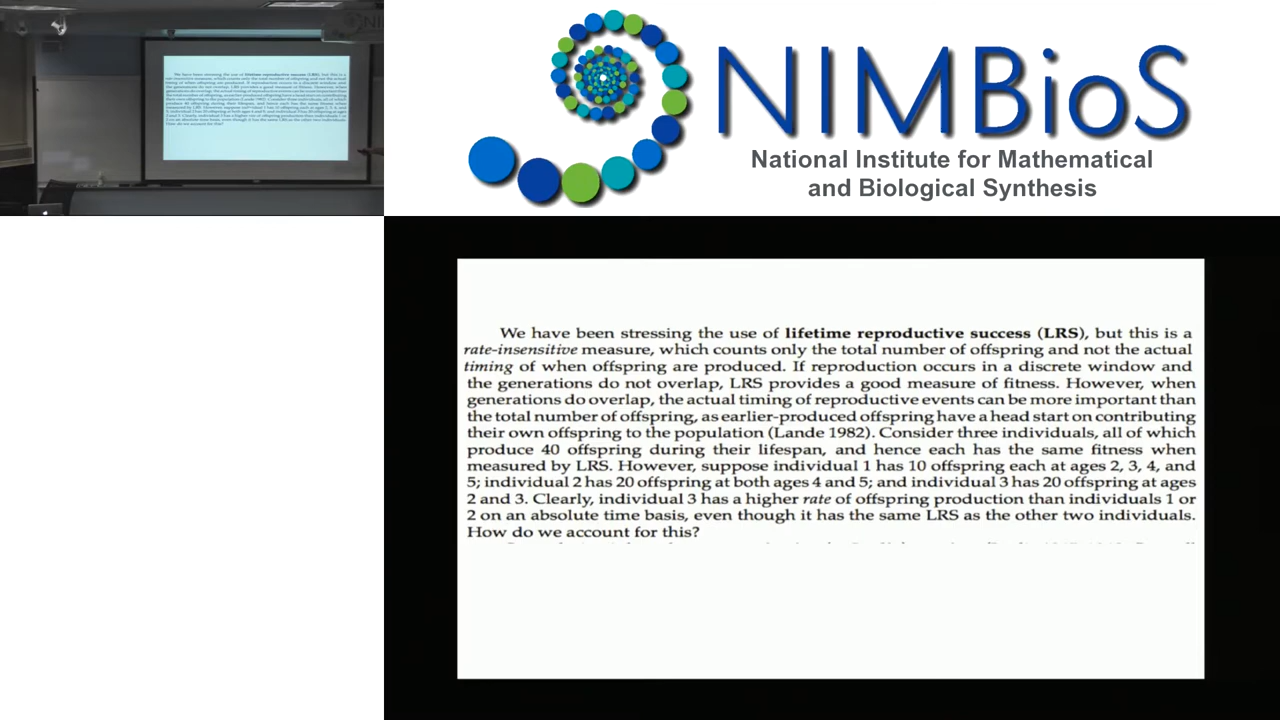 NIMBioS
National Institute for Mathematical
and Biological Synthesis
We have been stressing the use of lifetime reproductive success (LRS), but this is a
rate-insensitive measure, which counts only the total number of offspring and not the actual
timing of when offspring are produced. If reproduction occurs in a discrete window and
the generations do not overlap, LRS provides a good measure of fitness. However, when
generations do overlap, the actual timing of reproductive events can be more important than
the total number of offspring, as earlier-produced offspring have a head start on contributing
their own offspring to the population (Lande 1982). Consider three individuals, all of which
produce 40 offspring during their lifespan, and hence each has the same fitness when
measured by LRS. However, suppose individual 1 has 10 offspring each at ages 2, 3, 4, and
5; individual 2 has 20 offspring at both ages 4 and 5; and individual 3 has 20 offspring at ages
2 and 3. Clearly, individual 3 has a higher rate of offspring production than individuals 1 or
2 on an absolute time basis, even though it has the same LRS as the other two individuals.
How do we account for this?